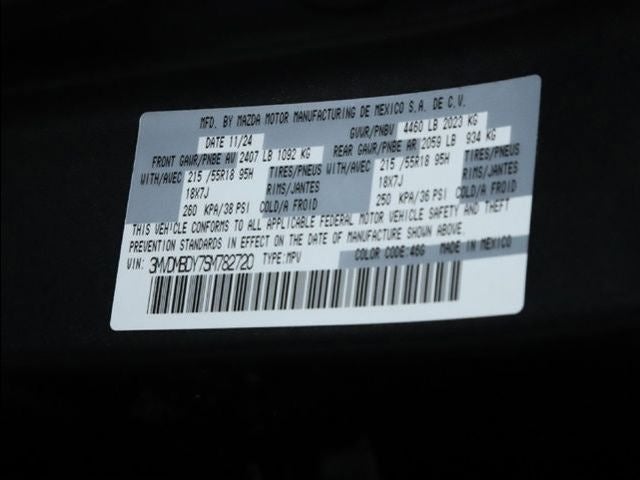 MFD. BY MAZDA MOTOR MANUFACTURING DE MEXICO S.A. DE C.V.
DATE 11/24 GVWR/PNBV 4460 LB 2023 KG
FRONT GAWR/PNBE AV 2407 LB 1092 KG REAR GAWR/PNBE AR 2059 LB 934 KG
WITH/AVEC 215 /55R18 95H TIRES/PNEUS WITH/AVEC 215 /55R18 95H TIRES/PNEUS
18X7J RIMS/JANTES 18X7J RIMS/JANTES
260 KPA/38 PSI COLD/A FROID 250 KPA/36 PSI COLD/A FROID
THIS VEHICLE CONFORMS TO ALL APPLICABLE FEDERAL MOTOR VEHICLE SAFETY AND THEFT
PREVENTION STANDARDS IN EFFECT ON THE DATE OF MANUFACTURE SHOWN ABOVE.
VIN: 3MVDMBDY7SM782720 TYPE:MPV COLOR CODE:46G MADE IN MEXICO